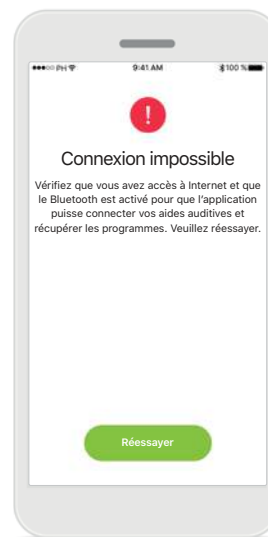 PH 9:41 AM 100 %
!
Connexion impossible
Vérifiez que vous avez accès à Internet et que
le Bluetooth est activé pour que l’application
puisse connecter vos aides auditives et
récupérer les programmes. Veuillez réessayer.
Réessayer